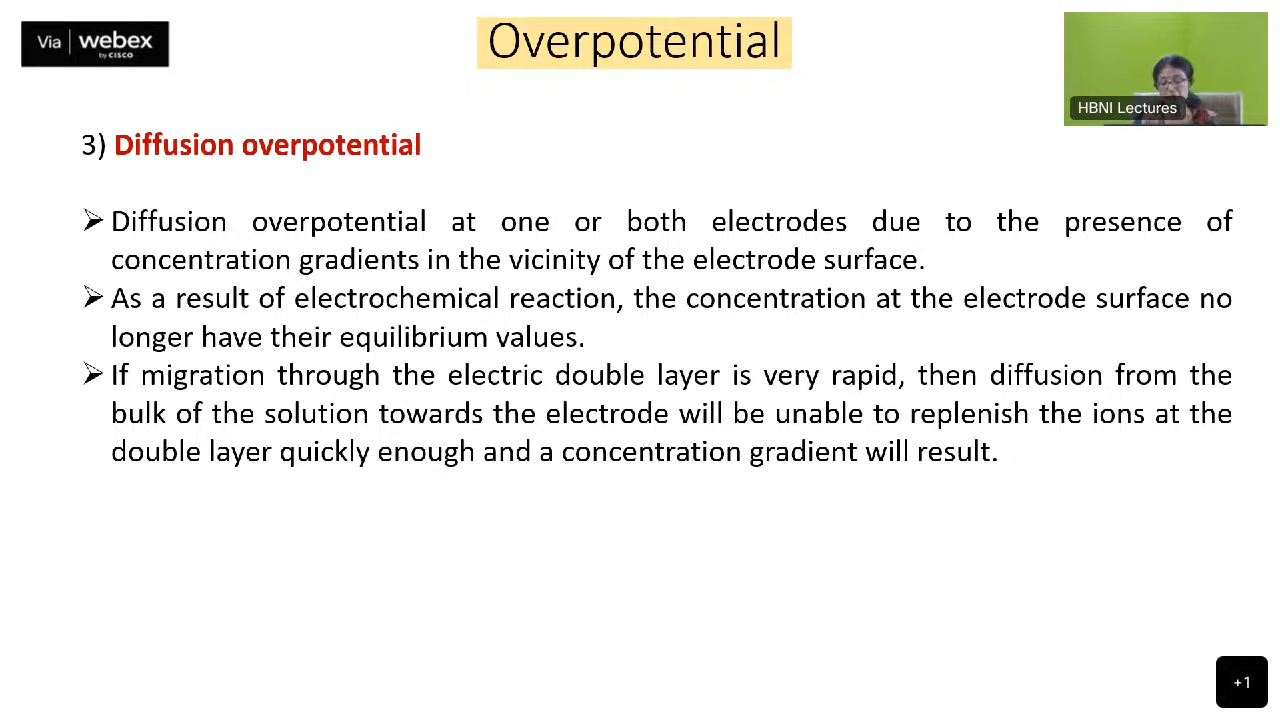 Via | webex
by CISCO
Overpotential
HBNI Lectures
3) Diffusion overpotential
➢ Diffusion overpotential at one or both electrodes due to the presence of
concentration gradients in the vicinity of the electrode surface.
➢ As a result of electrochemical reaction, the concentration at the electrode surface no
longer have their equilibrium values.
➢ If migration through the electric double layer is very rapid, then diffusion from the
bulk of the solution towards the electrode will be unable to replenish the ions at the
double layer quickly enough and a concentration gradient will result.
+1